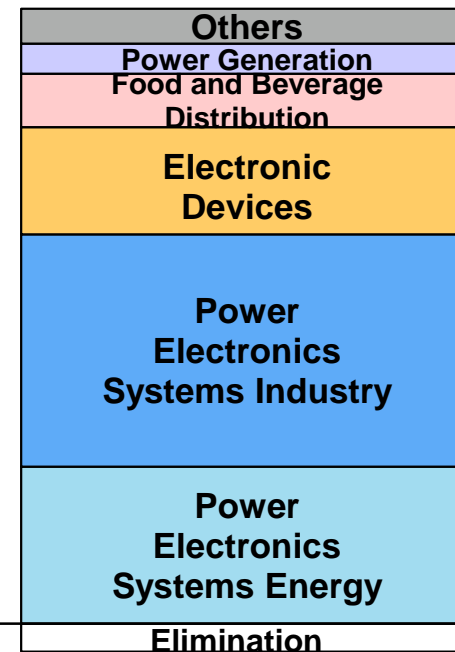 Others
Power Generation
Food and Beverage
Distribution
Electronic
Devices
Power
Electronics
Systems Industry
Power
Electronics
Systems Energy
Elimination